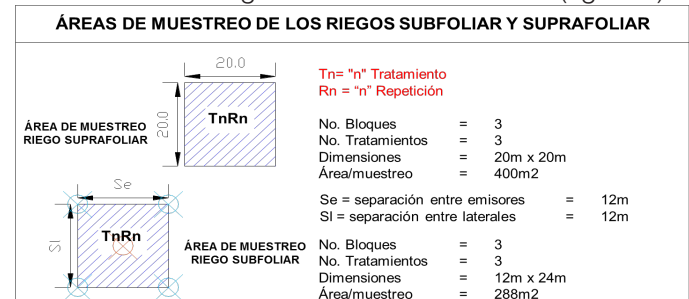 ÁREAS DE MUESTREO DE LOS RIEGOS SUBFOLIAR Y SUPRAFOLIAR
20.0
20.0
TnRn
ÁREA DE MUESTREO
RIEGO SUPRAFOLIAR
Tn= "n" Tratamiento
Rn = “n” Repetición
No. Bloques = 3
No. Tratamientos = 3
Dimensiones = 20m x 20m
Área/muestreo = 400m2
Se = separación entre emisores = 12m
Sl = separación entre laterales = 12m
Se
Sl
TnRn
ÁREA DE MUESTREO
RIEGO SUBFOLIAR
No. Bloques = 3
No. Tratamientos = 3
Dimensiones = 12m x 24m
Área/muestreo = 288m2